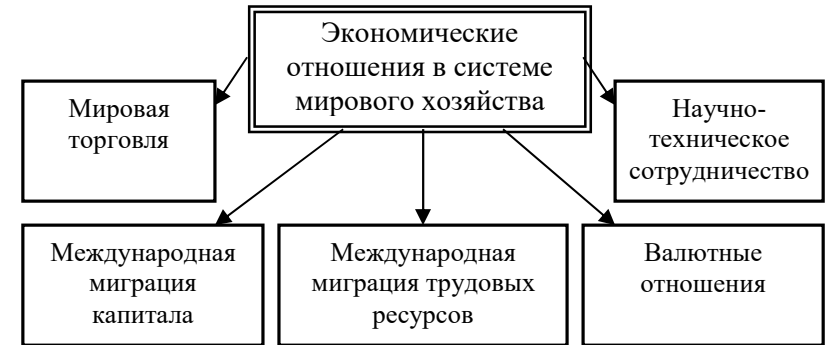 Экономические
отношения в системе
мирового хозяйства
Мировая
торговля
Научно-
техническое
сотрудничество
Международная
миграция
капитала
Международная
миграция трудовых
ресурсов
Валютные
отношения